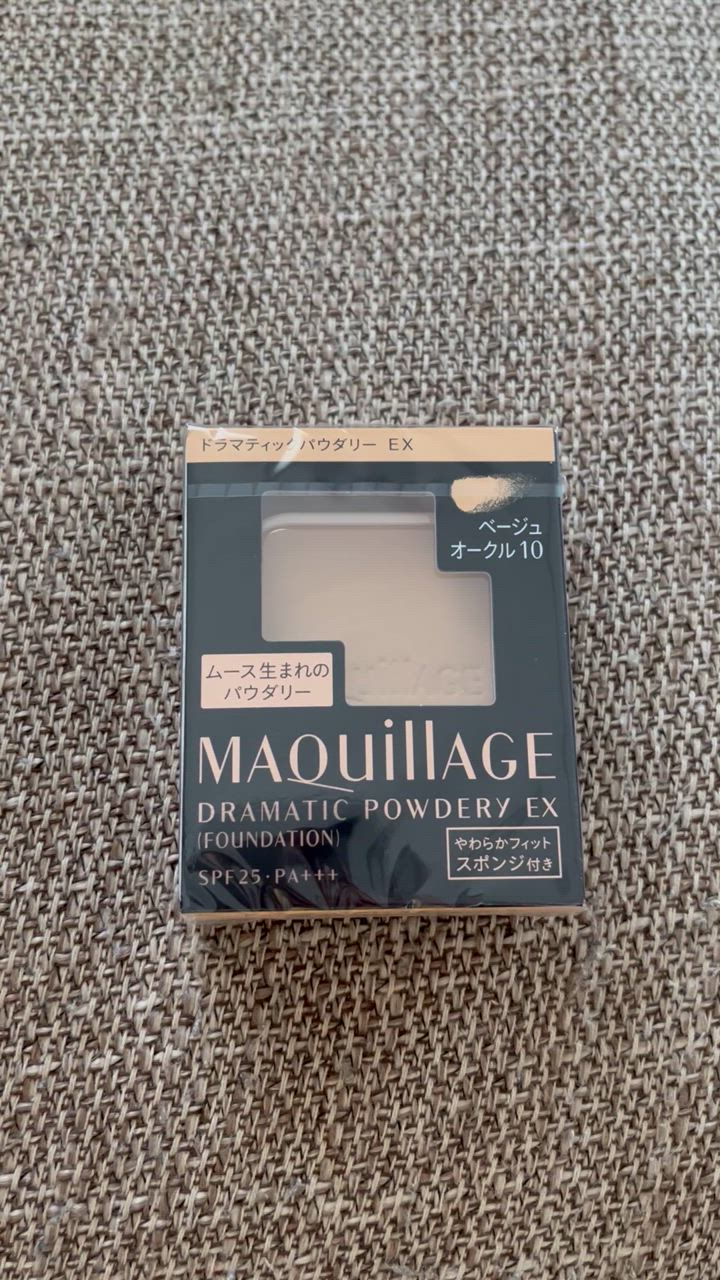 ドラマティックパウダリー EX
ベージュ
オークル10
ムース生まれの
パウダリー
MAQuillAGE
DRAMATIC POWDERY EX
(FOUNDATION)
やわらかフィット
スポンジ付き
SPF25・PA+++